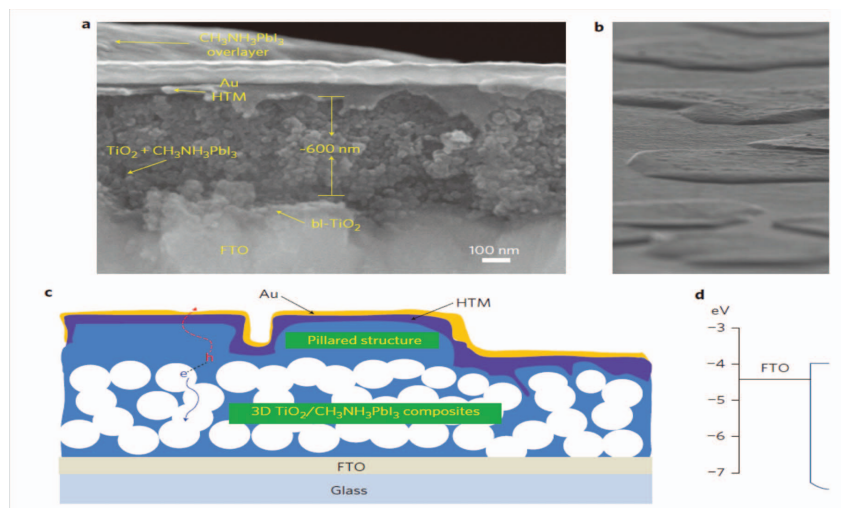 a
CH3NH3PbI3
overlayer
Au
HTM
TiO2 + CH3NH3PbI3
~600 nm
bl-TiO2
FTO
100 nm
b
c
Au
HTM
Pillared structure
h
e-
3D TiO2/CH3NH3PbI3 composites
FTO
Glass
d
eV
−3
−4
FTO
−5
−6
−7